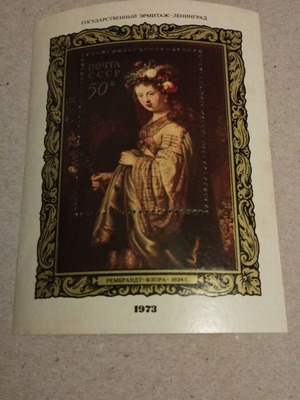 ГОСУДАРСТВЕННЫЙ ЭРМИТАЖ · ЛЕНИНГРАД
ПОЧТА
СССР
50К
РЕМБРАНДТ · ФЛОРА · 1634 г.
1973